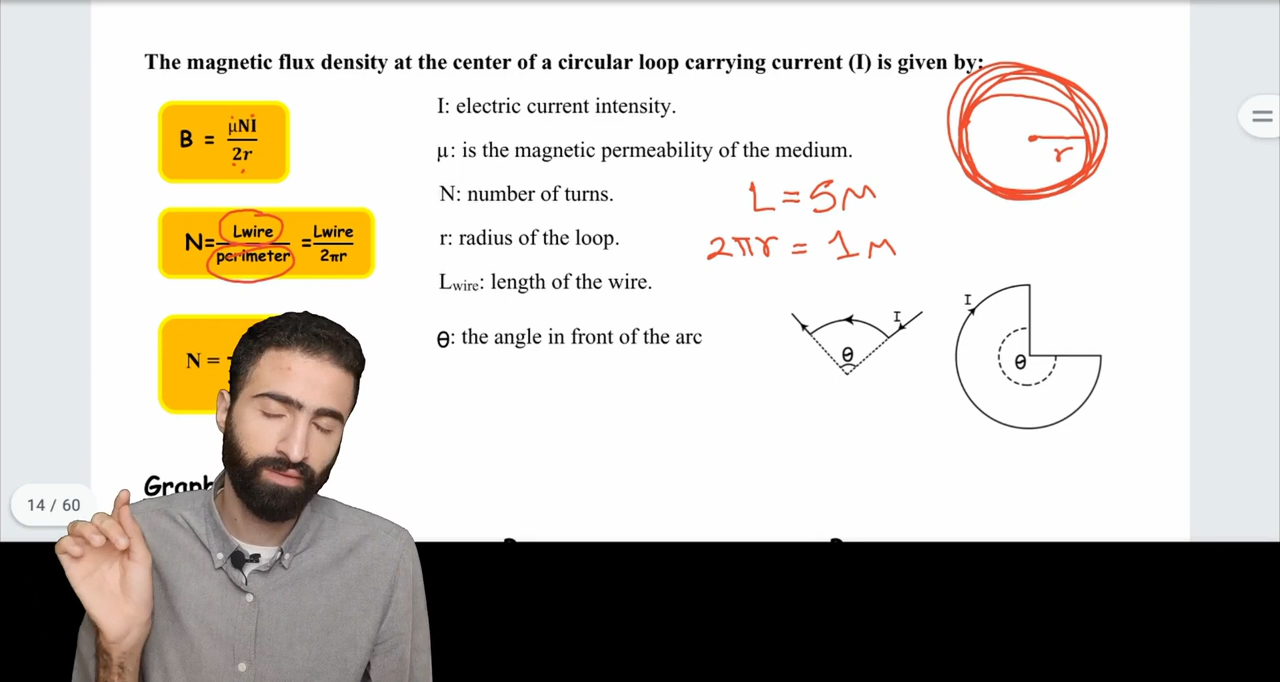 The magnetic flux density at the center of a circular loop carrying current (I) is given by:
B = μNI / 2r
I: electric current intensity.
μ: is the magnetic permeability of the medium.
N: number of turns.
L = 5M
r
N= Lwire / perimeter = Lwire / 2πr
r: radius of the loop.
2πr = 1M
Lwire: length of the wire.
N =
θ: the angle in front of the arc
I
θ
I
θ
14 / 60